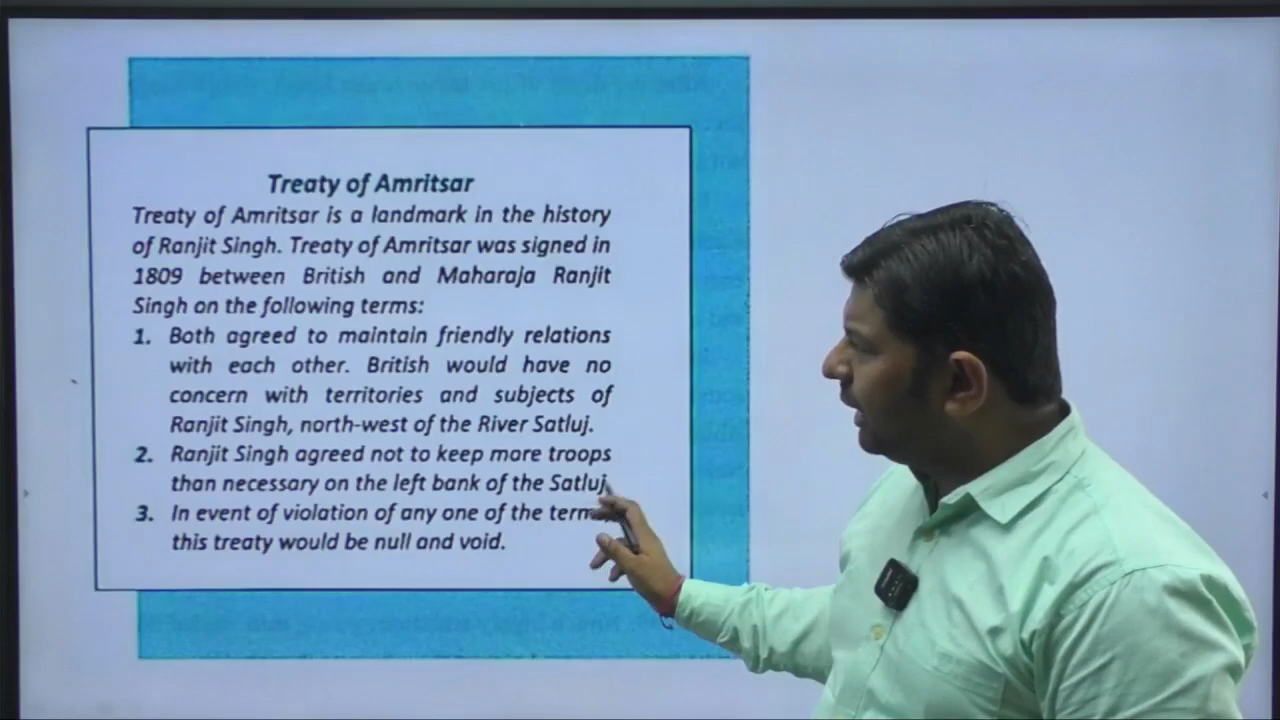 Treaty of Amritsar
Treaty of Amritsar is a landmark in the history
of Ranjit Singh. Treaty of Amritsar was signed in
1809 between British and Maharaja Ranjit
Singh on the following terms:
1. Both agreed to maintain friendly relations
with each other. British would have no
concern with territories and subjects of
Ranjit Singh, north-west of the River Satluj.
2. Ranjit Singh agreed not to keep more troops
than necessary on the left bank of the Satluj.
3. In event of violation of any one of the term
this treaty would be null and void.